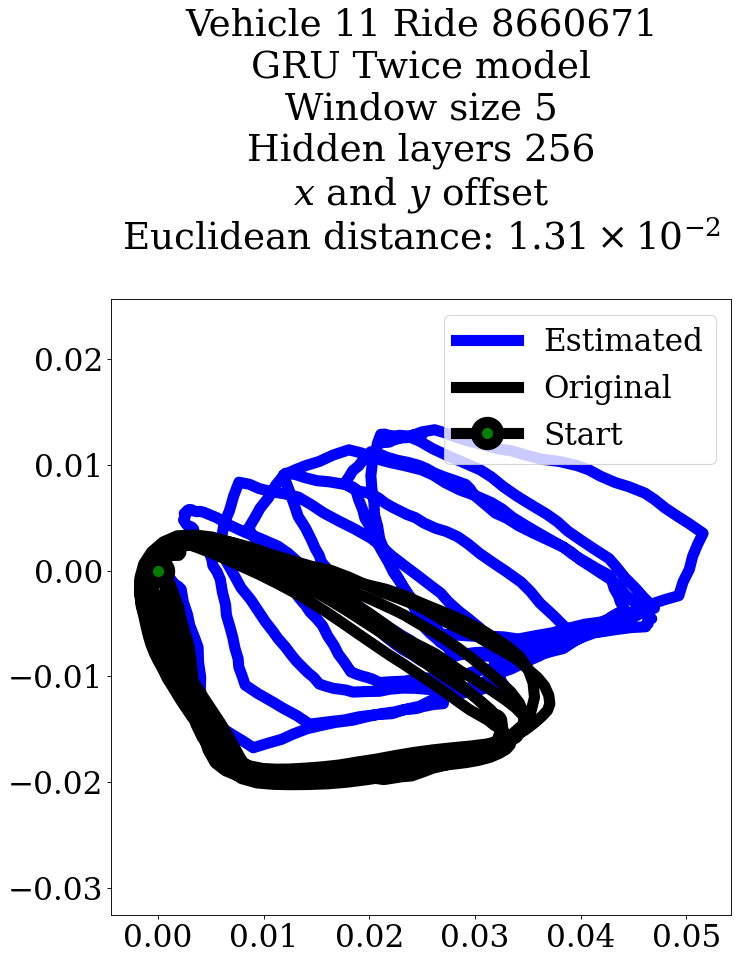 Vehicle 11 Ride 8660671
GRU Twice model
Window size 5
Hidden layers 256
x and y offset
Euclidean distance: 1.31 × 10⁻²
Estimated
Original
Start
0.02
0.01
0.00
−0.01
−0.02
−0.03
0.00 0.01 0.02 0.03 0.04 0.05